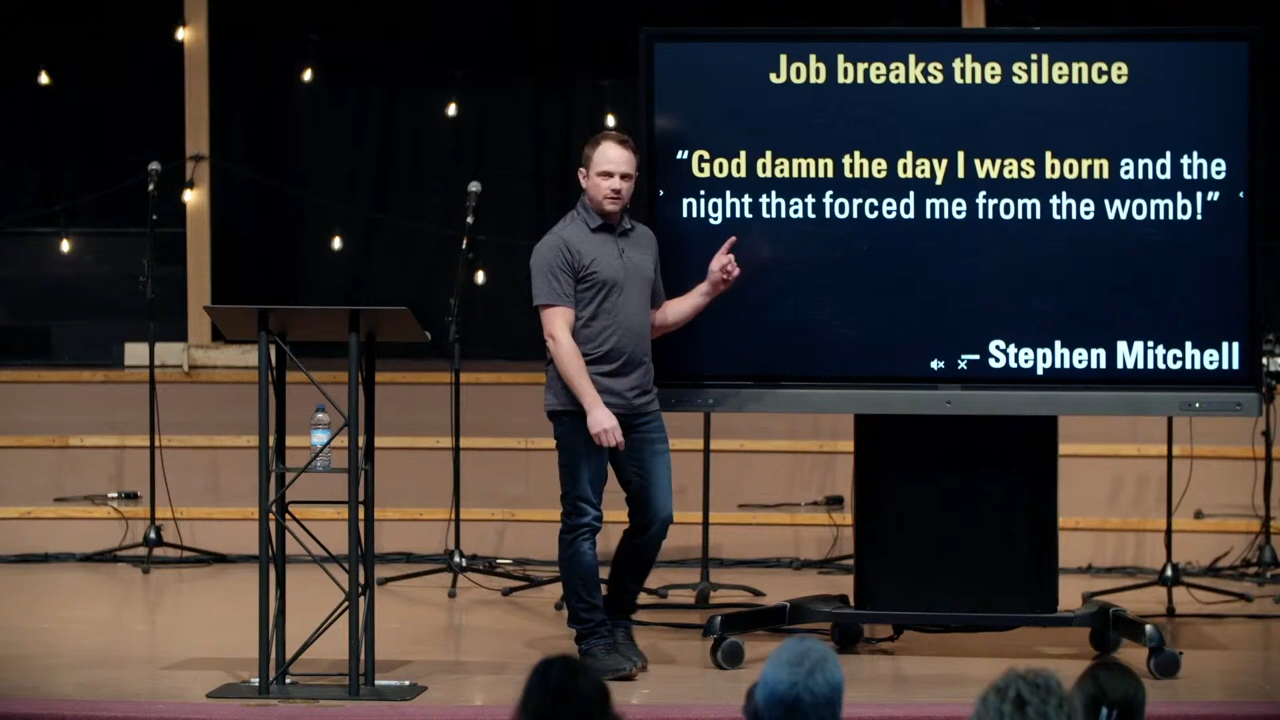 Job breaks the silence
“God damn the day I was born and the
night that forced me from the womb!”
– Stephen Mitchell